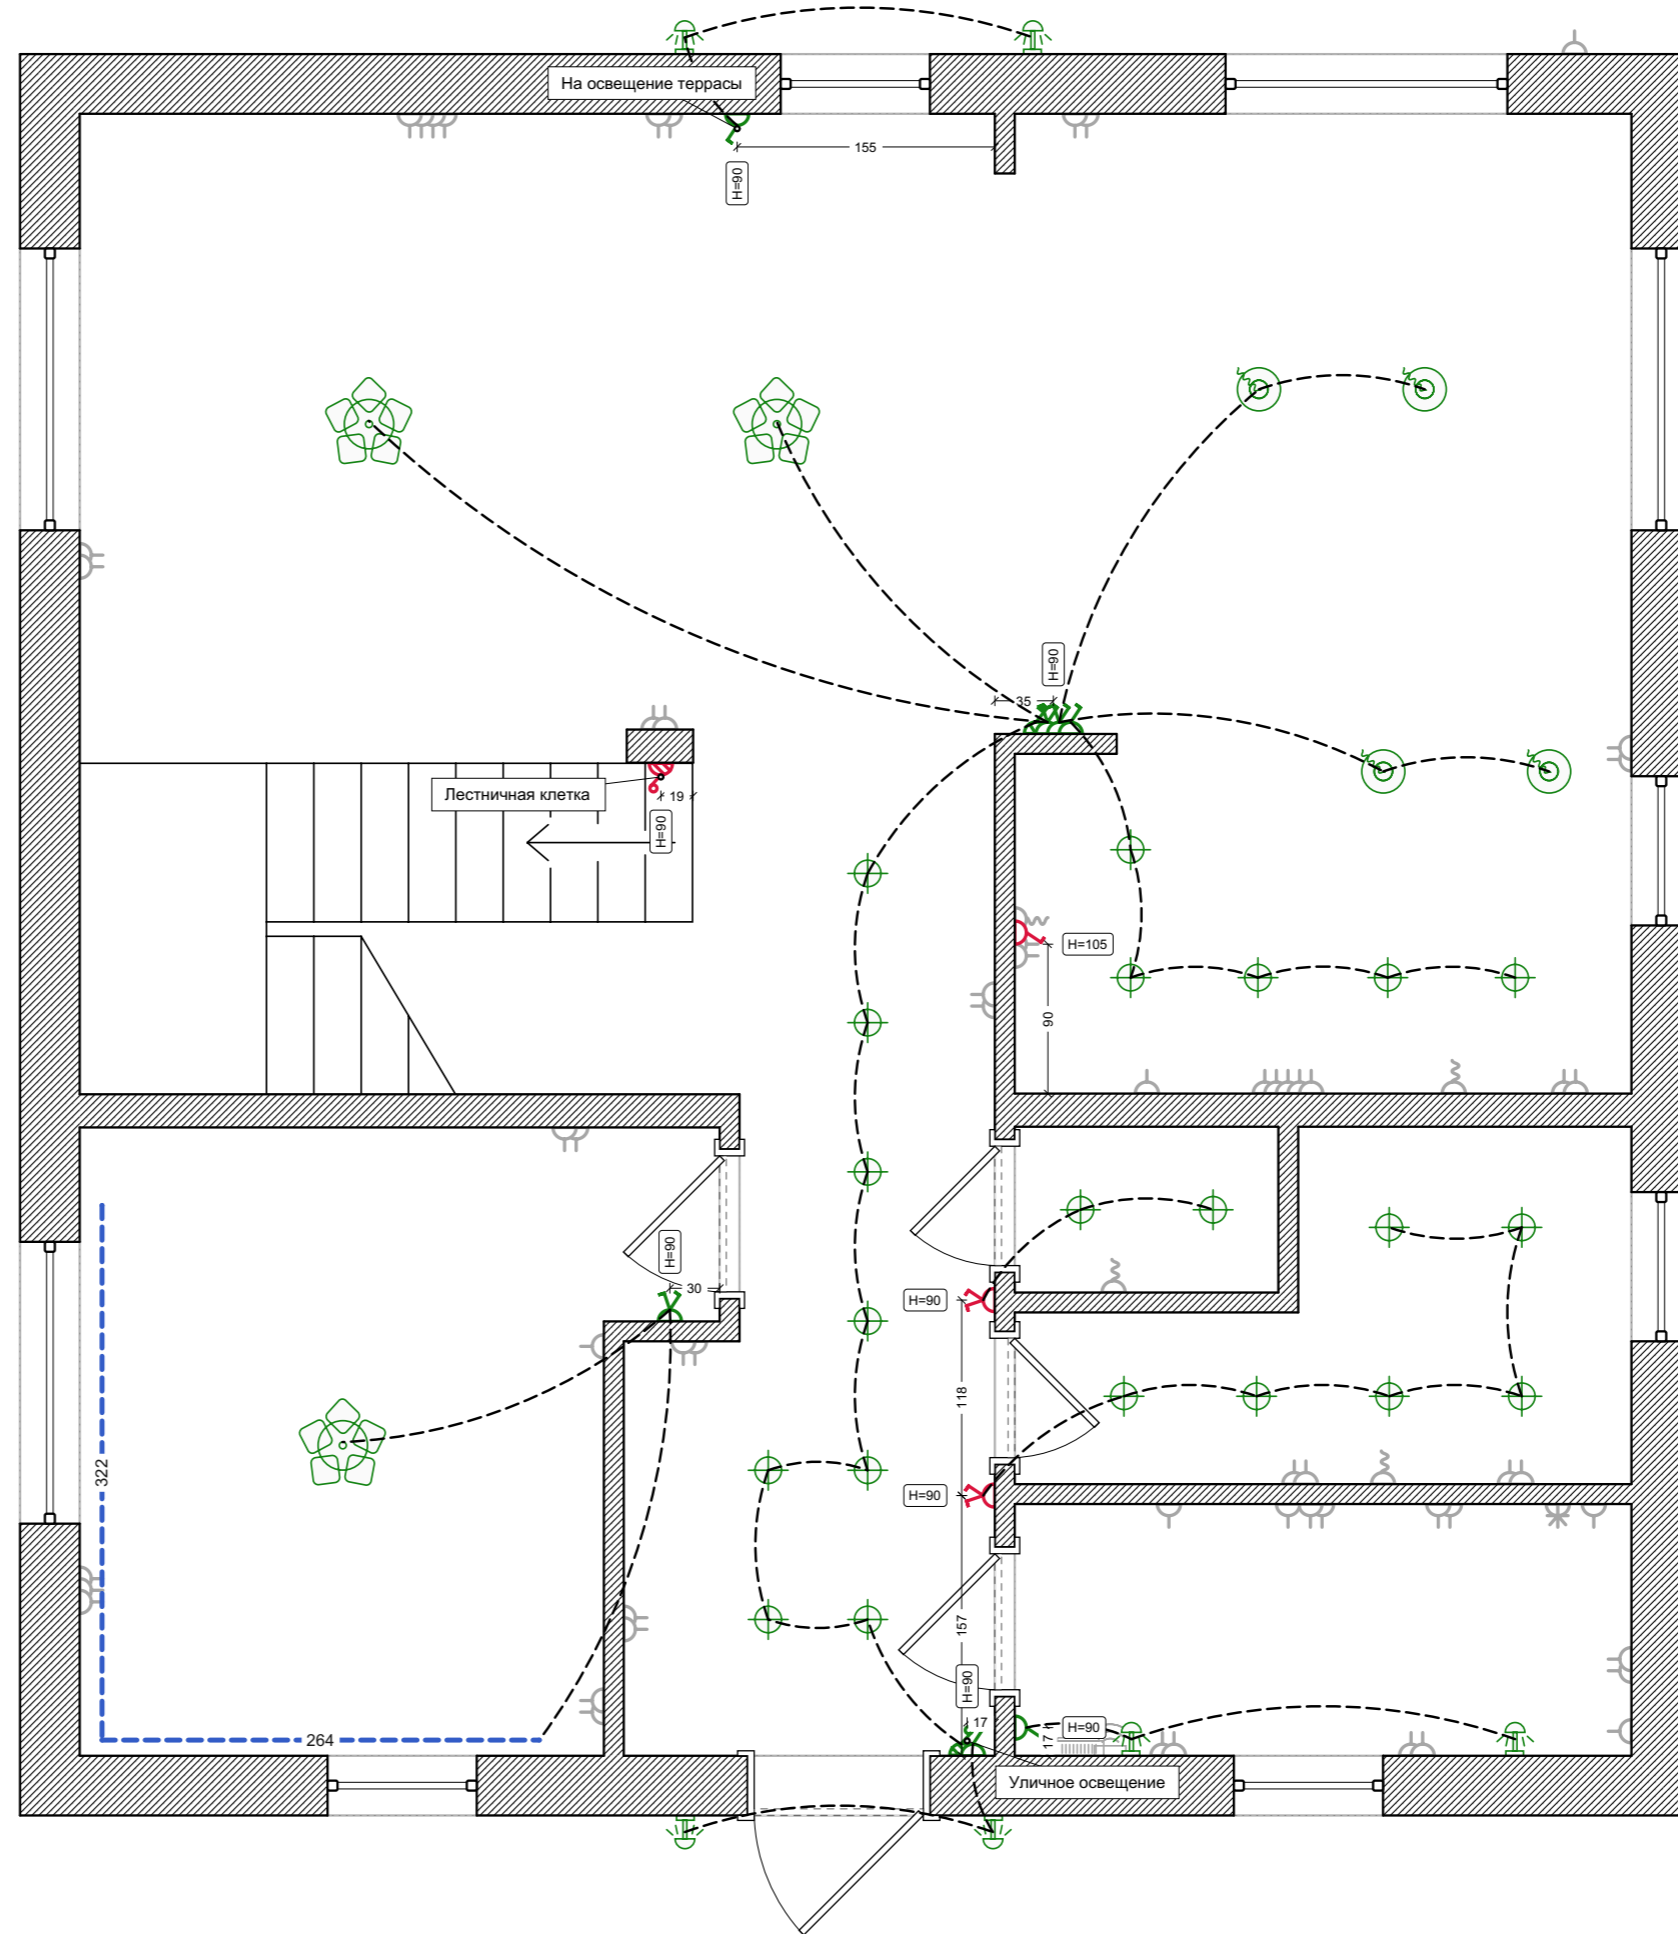 На освещение террасы
155
H=90
H=90
35
Лестничная клетка
19
H=90
H=105
90
H=90
30
H=90
118
322
H=90
157
H=90
17
H=90
17
264
Уличное освещение